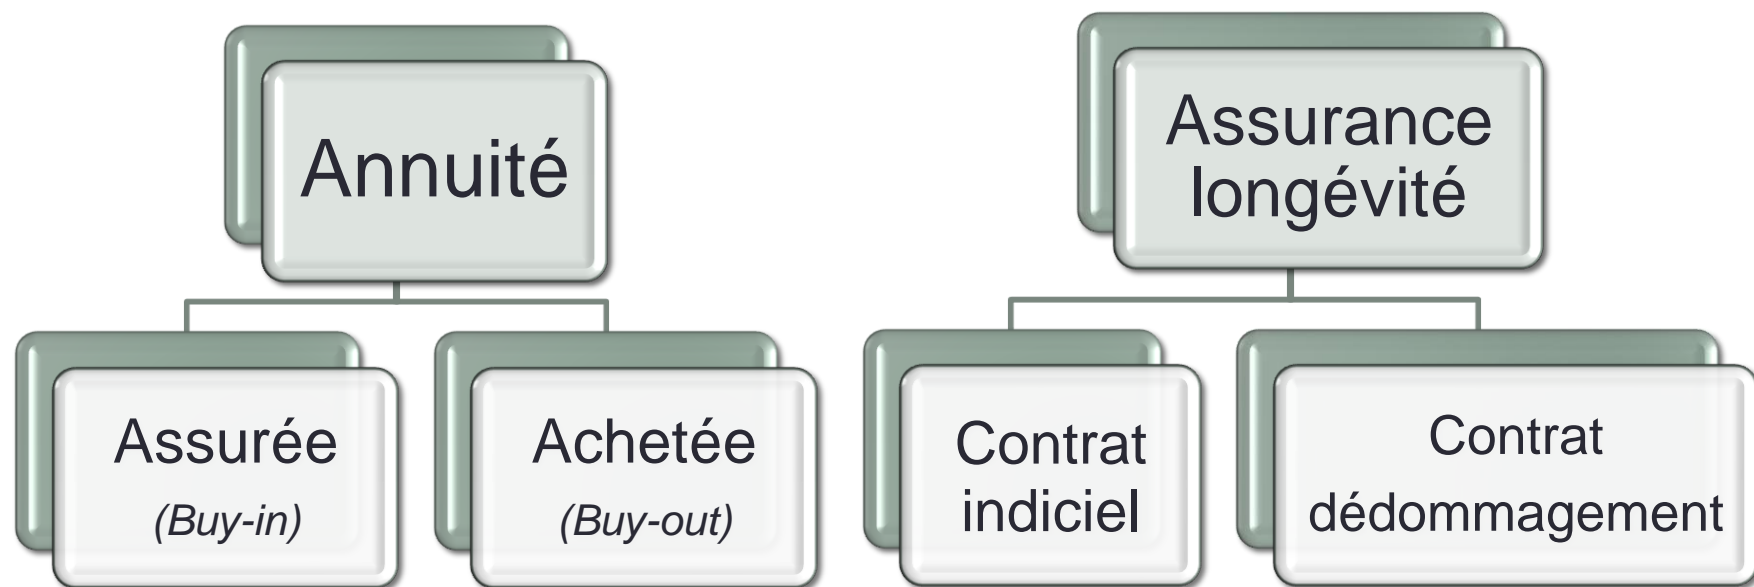 Annuité
Assurance
longévité
Assurée
(Buy-in)
Achetée
(Buy-out)
Contrat
indiciel
Contrat
dédommagement